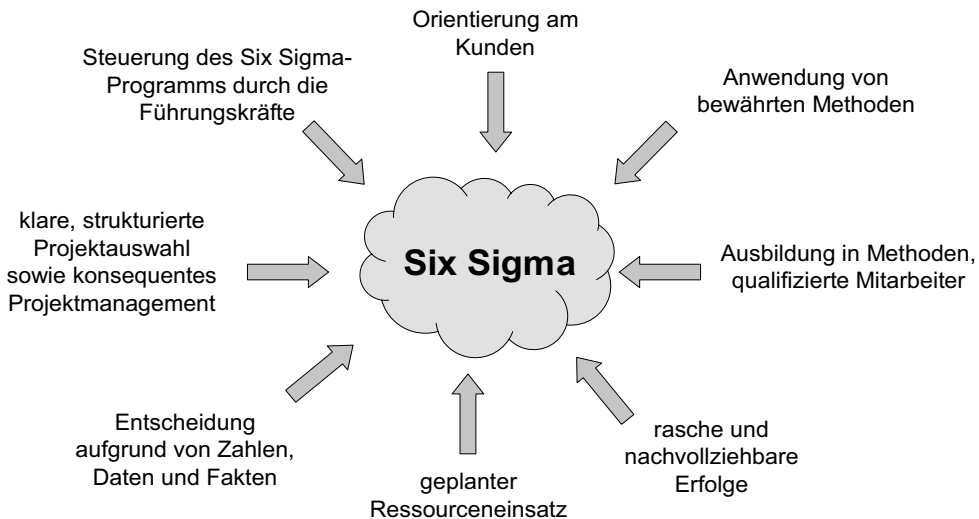 Orientierung am
Kunden
Steuerung des Six Sigma-
Programms durch die
Führungskräfte
Anwendung von
bewährten Methoden
klare, strukturierte
Projektauswahl
sowie konsequentes
Projektmanagement
Six Sigma
Ausbildung in Methoden,
qualifizierte Mitarbeiter
Entscheidung
aufgrund von Zahlen,
Daten und Fakten
geplanter
Ressourceneinsatz
rasche und
nachvollziehbare
Erfolge